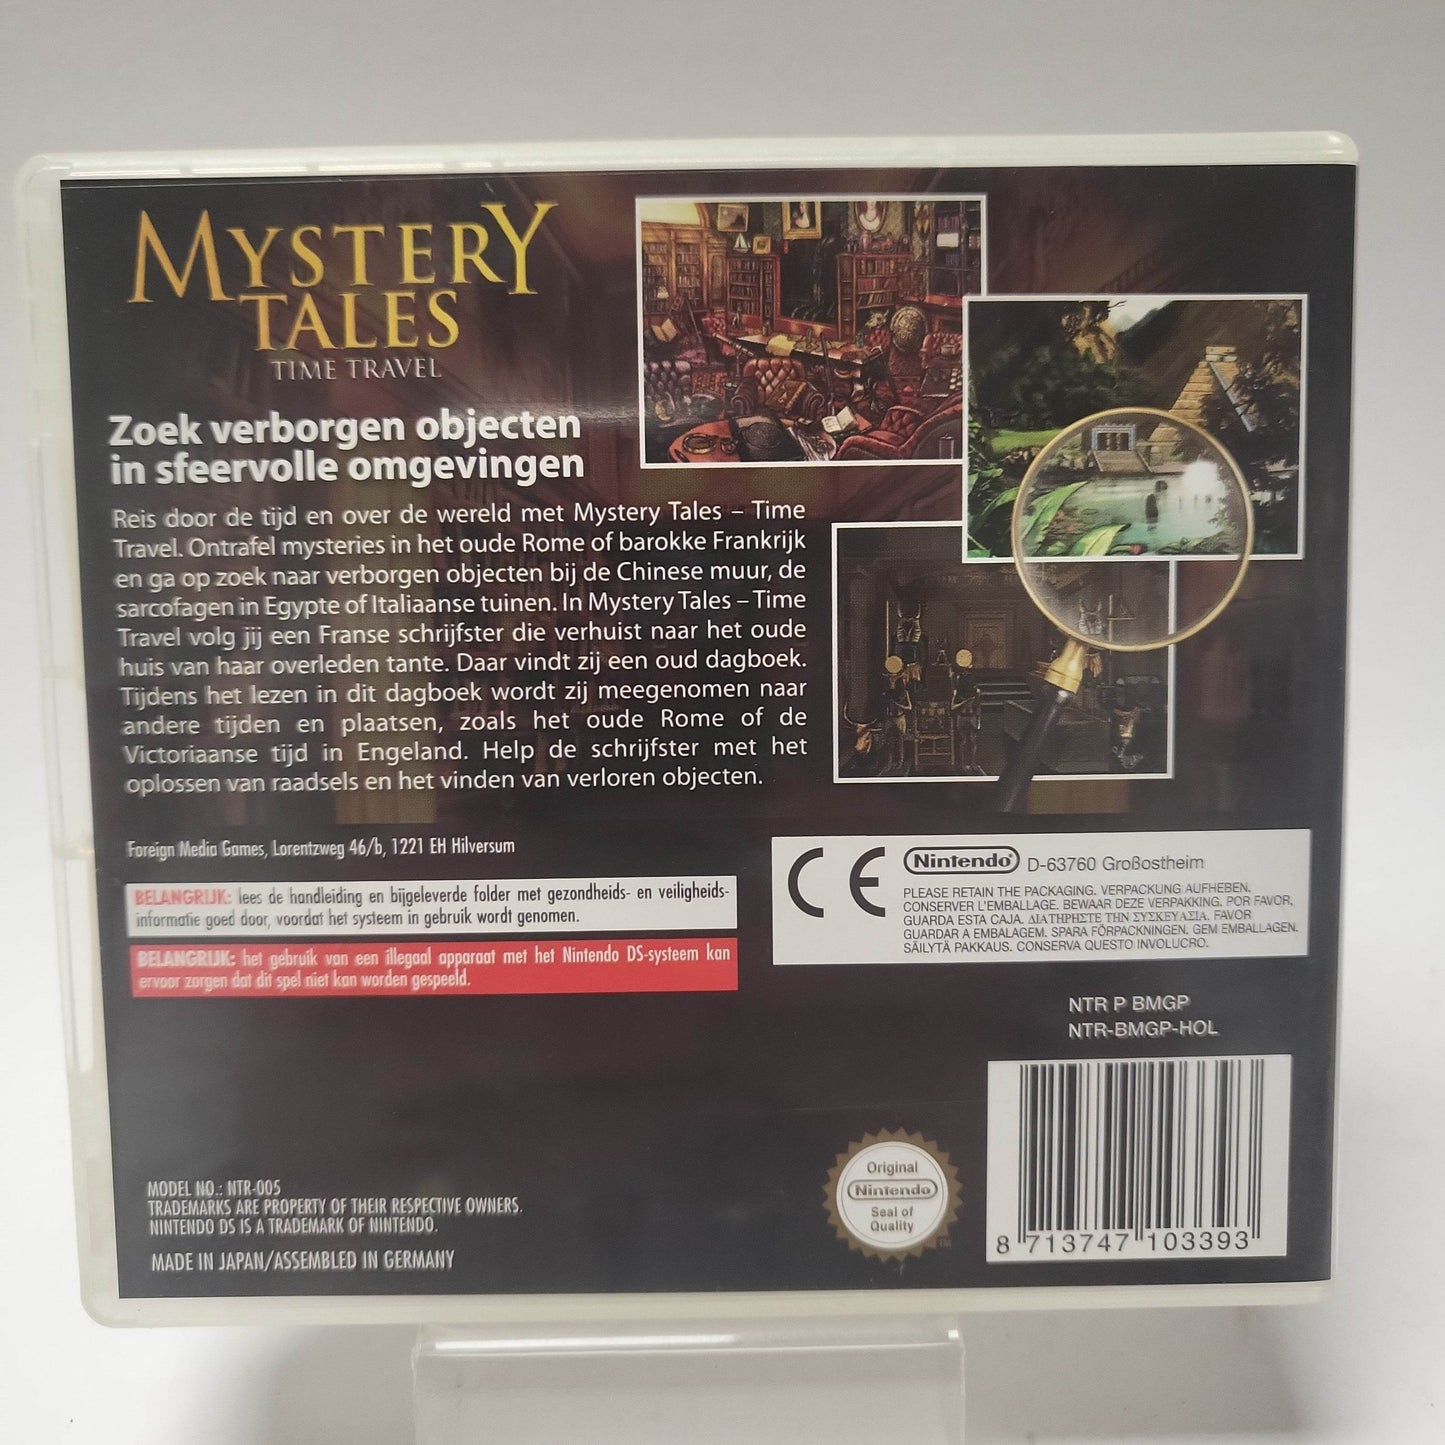 MYSTERY
TALES
TIME TRAVEL
Zoek verborgen objecten
in sfeervolle omgevingen
Reis door de tijd en over de wereld met Mystery Tales – Time
Travel. Ontrafel mysteries in het oude Rome of barokke Frankrijk
en ga op zoek naar verborgen objecten bij de Chinese muur, de
sarcofagen in Egypte of Italiaanse tuinen. In Mystery Tales – Time
Travel volg jij een Franse schrijfster die verhuist naar het oude
huis van haar overleden tante. Daar vindt zij een oud dagboek.
Tijdens het lezen in dit dagboek wordt zij meegenomen naar
andere tijden en plaatsen, zoals het oude Rome of de
Victoriaanse tijd in Engeland. Help de schrijfster met het
oplossen van raadsels en het vinden van verloren objecten.
Foreign Media Games, Lorentzweg 46/b, 1221 EH Hilversum
BELANGRIJK: lees de handleiding en bijgeleverde folder met gezondheids- en veiligheids-
informatie goed door, voordat het systeem in gebruik wordt genomen.
BELANGRIJK: het gebruik van een illegaal apparaat met het Nintendo DS-systeem kan
ervoor zorgen dat dit spel niet kan worden gespeeld.
CE
Nintendo® D-63760 Großostheim
PLEASE RETAIN THE PACKAGING. VERPACKUNG AUFHEBEN.
CONSERVER L'EMBALLAGE. BEWAAR DEZE VERPAKKING. POR FAVOR,
GUARDA ESTA CAJA. ΔΙΑΤΗΡΗΣΤΕ ΤΗΝ ΣΥΣΚΕΥΑΣΙΑ. FAVOR
GUARDAR A EMBALAGEM. SPARA FÖRPACKNINGEN. GEM EMBALLAGEN.
SÄILYTÄ PAKKAUS. CONSERVA QUESTO INVOLUCRO.
NTR P BMGP
NTR-BMGP-HOL
MODEL NO.: NTR-005
TRADEMARKS ARE PROPERTY OF THEIR RESPECTIVE OWNERS.
NINTENDO DS IS A TRADEMARK OF NINTENDO.
MADE IN JAPAN/ASSEMBLED IN GERMANY
Original
Nintendo
Seal of
Quality
TM
8 713747 103393